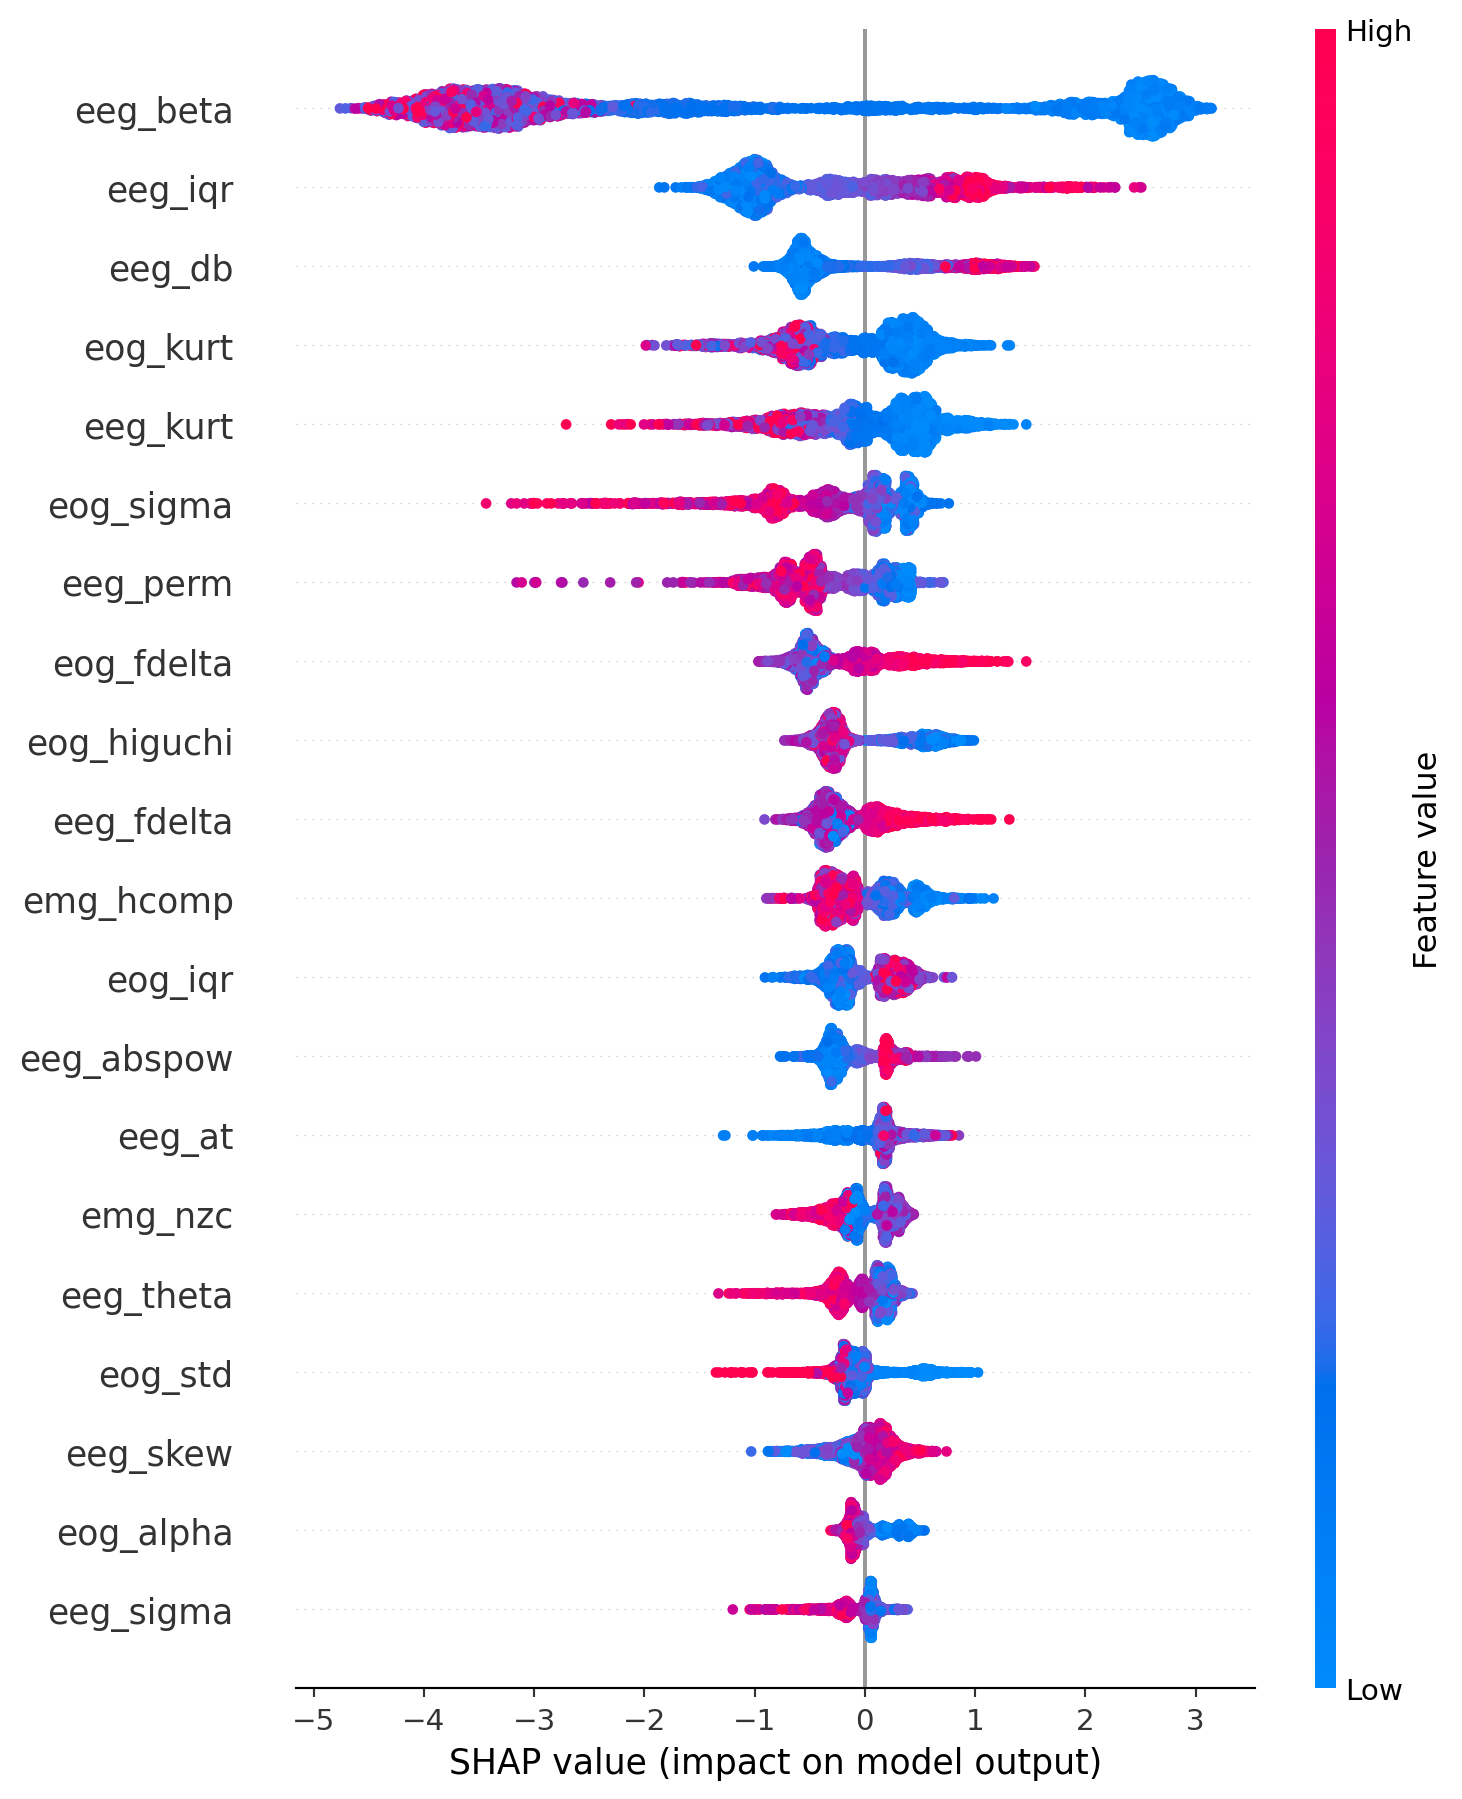 High
eeg_beta
eeg_iqr
eeg_db
eog_kurt
eeg_kurt
eog_sigma
eeg_perm
eog_fdelta
eog_higuchi
eeg_fdelta
emg_hcomp
eog_iqr
eeg_abspow
eeg_at
emg_nzc
eeg_theta
eog_std
eeg_skew
eog_alpha
eeg_sigma
Feature value
Low
−5 −4 −3 −2 −1 0 1 2 3
SHAP value (impact on model output)